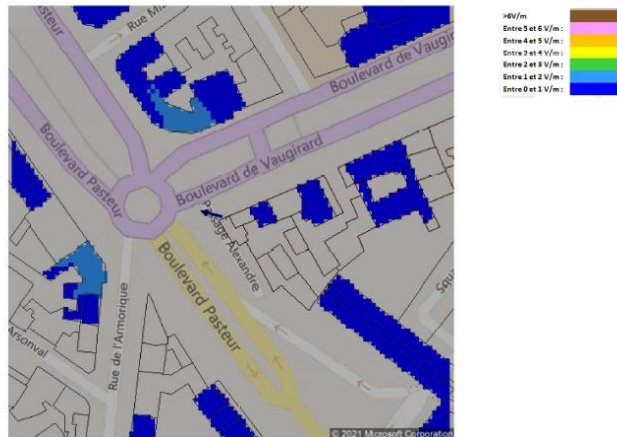 Rue Mi
>6V/m
Entre 5 et 6 V/m :
Entre 4 et 5 V/m :
Entre 3 et 4 V/m :
Entre 2 et 3 V/m :
Entre 1 et 2 V/m :
Entre 0 et 1 V/m :
asteur
Boulevard de Vaugirard
Boulevard Pasteur
Boulevard de Vaugirard
Passage Alexandre
Boulevard Pasteur
Squ
Rue de l'Armorique
Arsonval
© 2021 Microsoft Corporation